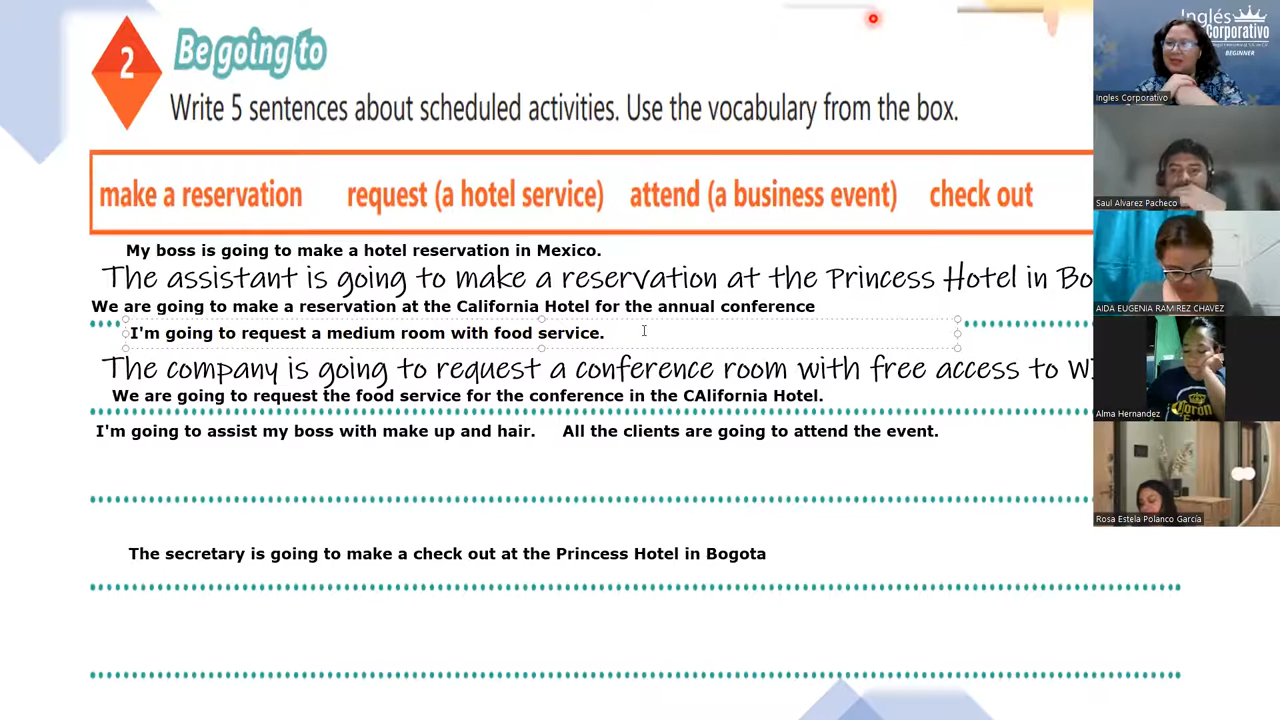 2
Be going to
Write 5 sentences about scheduled activities. Use the vocabulary from the box.
make a reservation request (a hotel service) attend (a business event) check out
My boss is going to make a hotel reservation in Mexico.
The assistant is going to make a reservation at the Princess Hotel in Bo
We are going to make a reservation at the California Hotel for the annual conference
I'm going to request a medium room with food service.
The company is going to request a conference room with free access to
We are going to request the food service for the conference in the CAlifornia Hotel.
I'm going to assist my boss with make up and hair. All the clients are going to attend the event.
The secretary is going to make a check out at the Princess Hotel in Bogota
Inglés
Corporativo
BEGINNER
Ingles Corporativo
Saul Alvarez Pacheco
AIDA EUGENIA RAMIREZ CHAVEZ
Alma Hernandez
Rosa Estela Polanco García